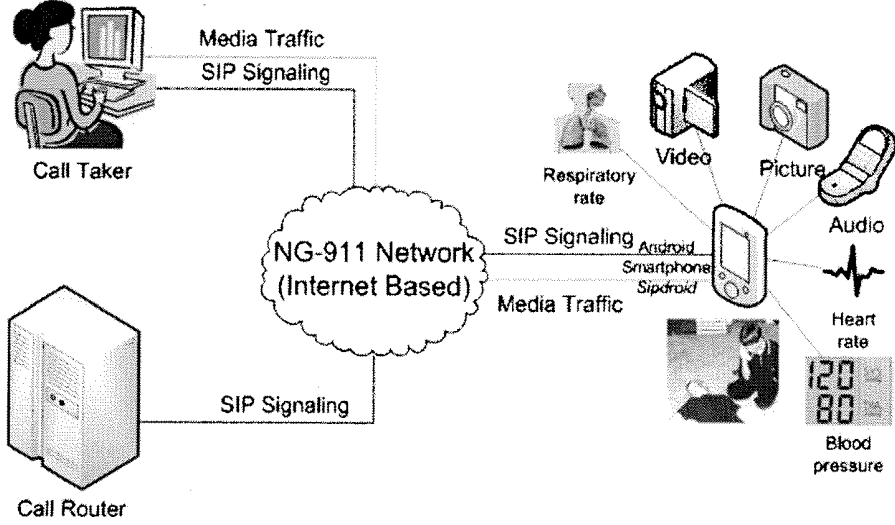 Media Traffic
SIP Signaling
Call Taker
Respiratory
rate
Video
Picture
Audio
NG-911 Network
(Internet Based)
SIP Signaling
Android
Smartphone
Sipdroid
Media Traffic
Heart
rate
120
80
Blood
pressure
SIP Signaling
Call Router